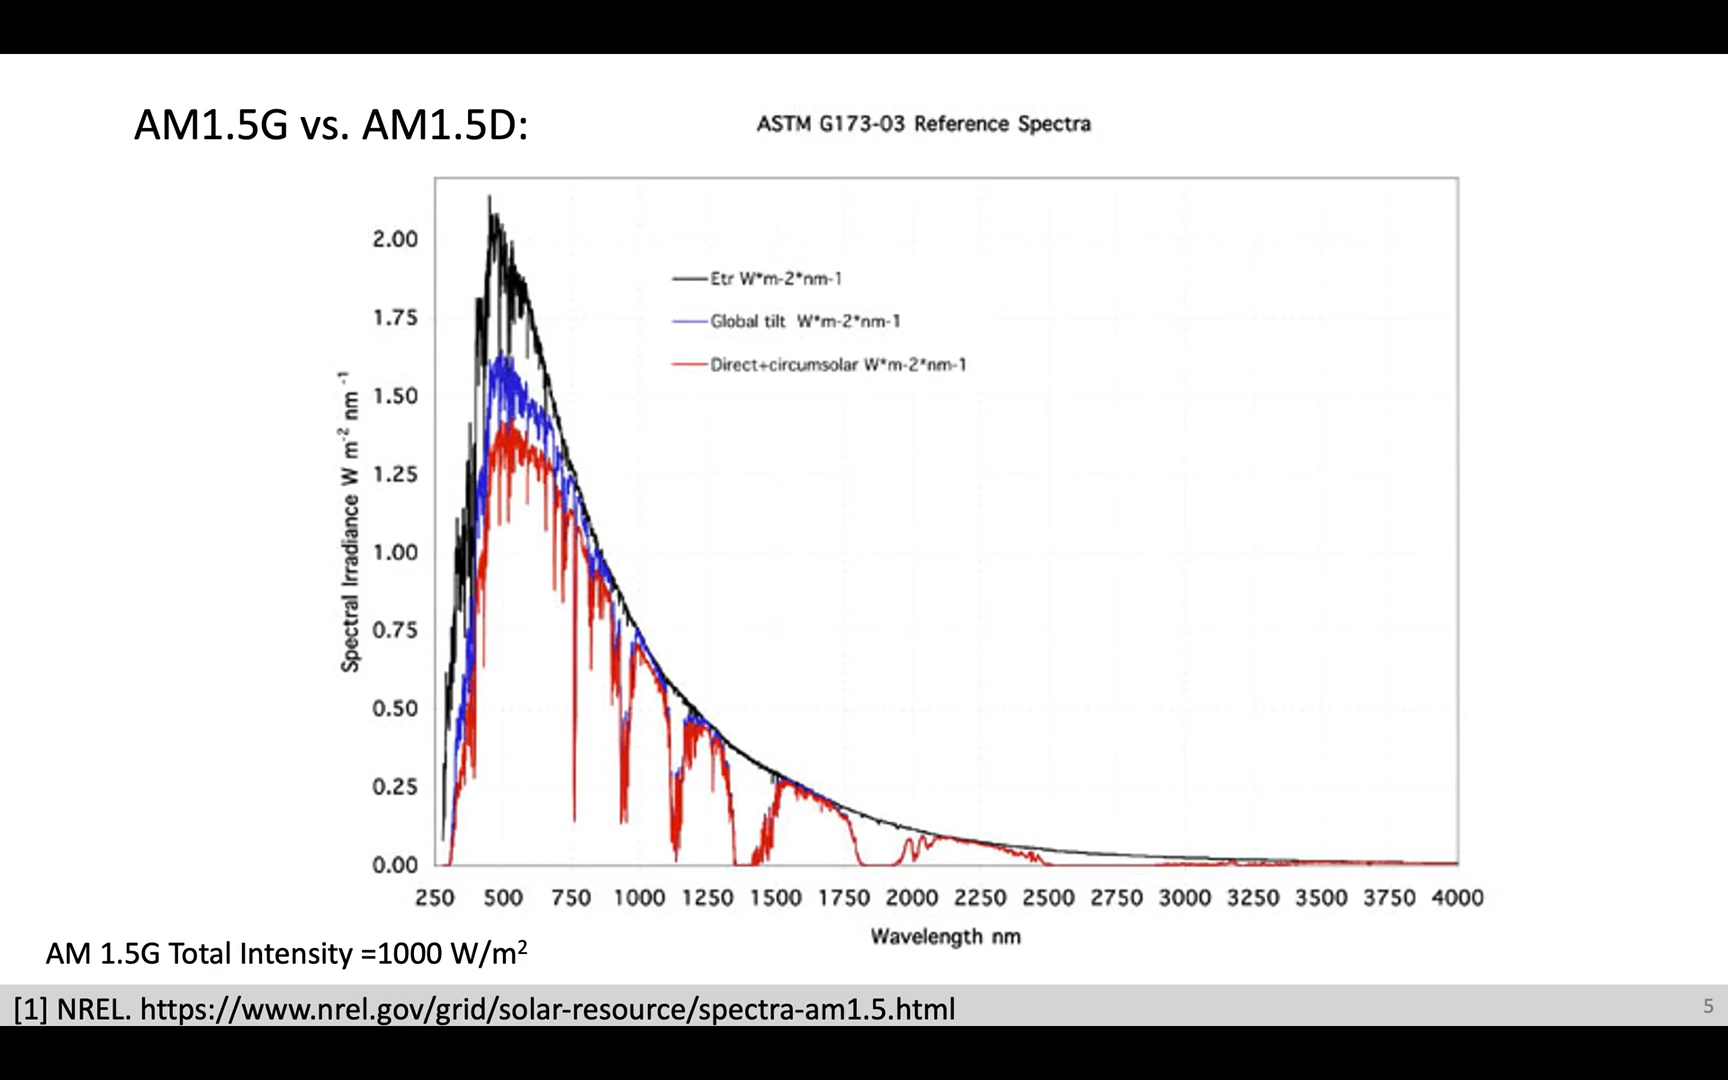 AM1.5G vs. AM1.5D:
ASTM G173-03 Reference Spectra
Etr W*m-2*nm-1
Global tilt W*m-2*nm-1
Direct+circumsolar W*m-2*nm-1
Spectral Irradiance W m-2 nm -1
2.00
1.75
1.50
1.25
1.00
0.75
0.50
0.25
0.00
250 500 750 1000 1250 1500 1750 2000 2250 2500 2750 3000 3250 3500 3750 4000
Wavelength nm
AM 1.5G Total Intensity =1000 W/m²
[1] NREL. https://www.nrel.gov/grid/solar-resource/spectra-am1.5.html
5